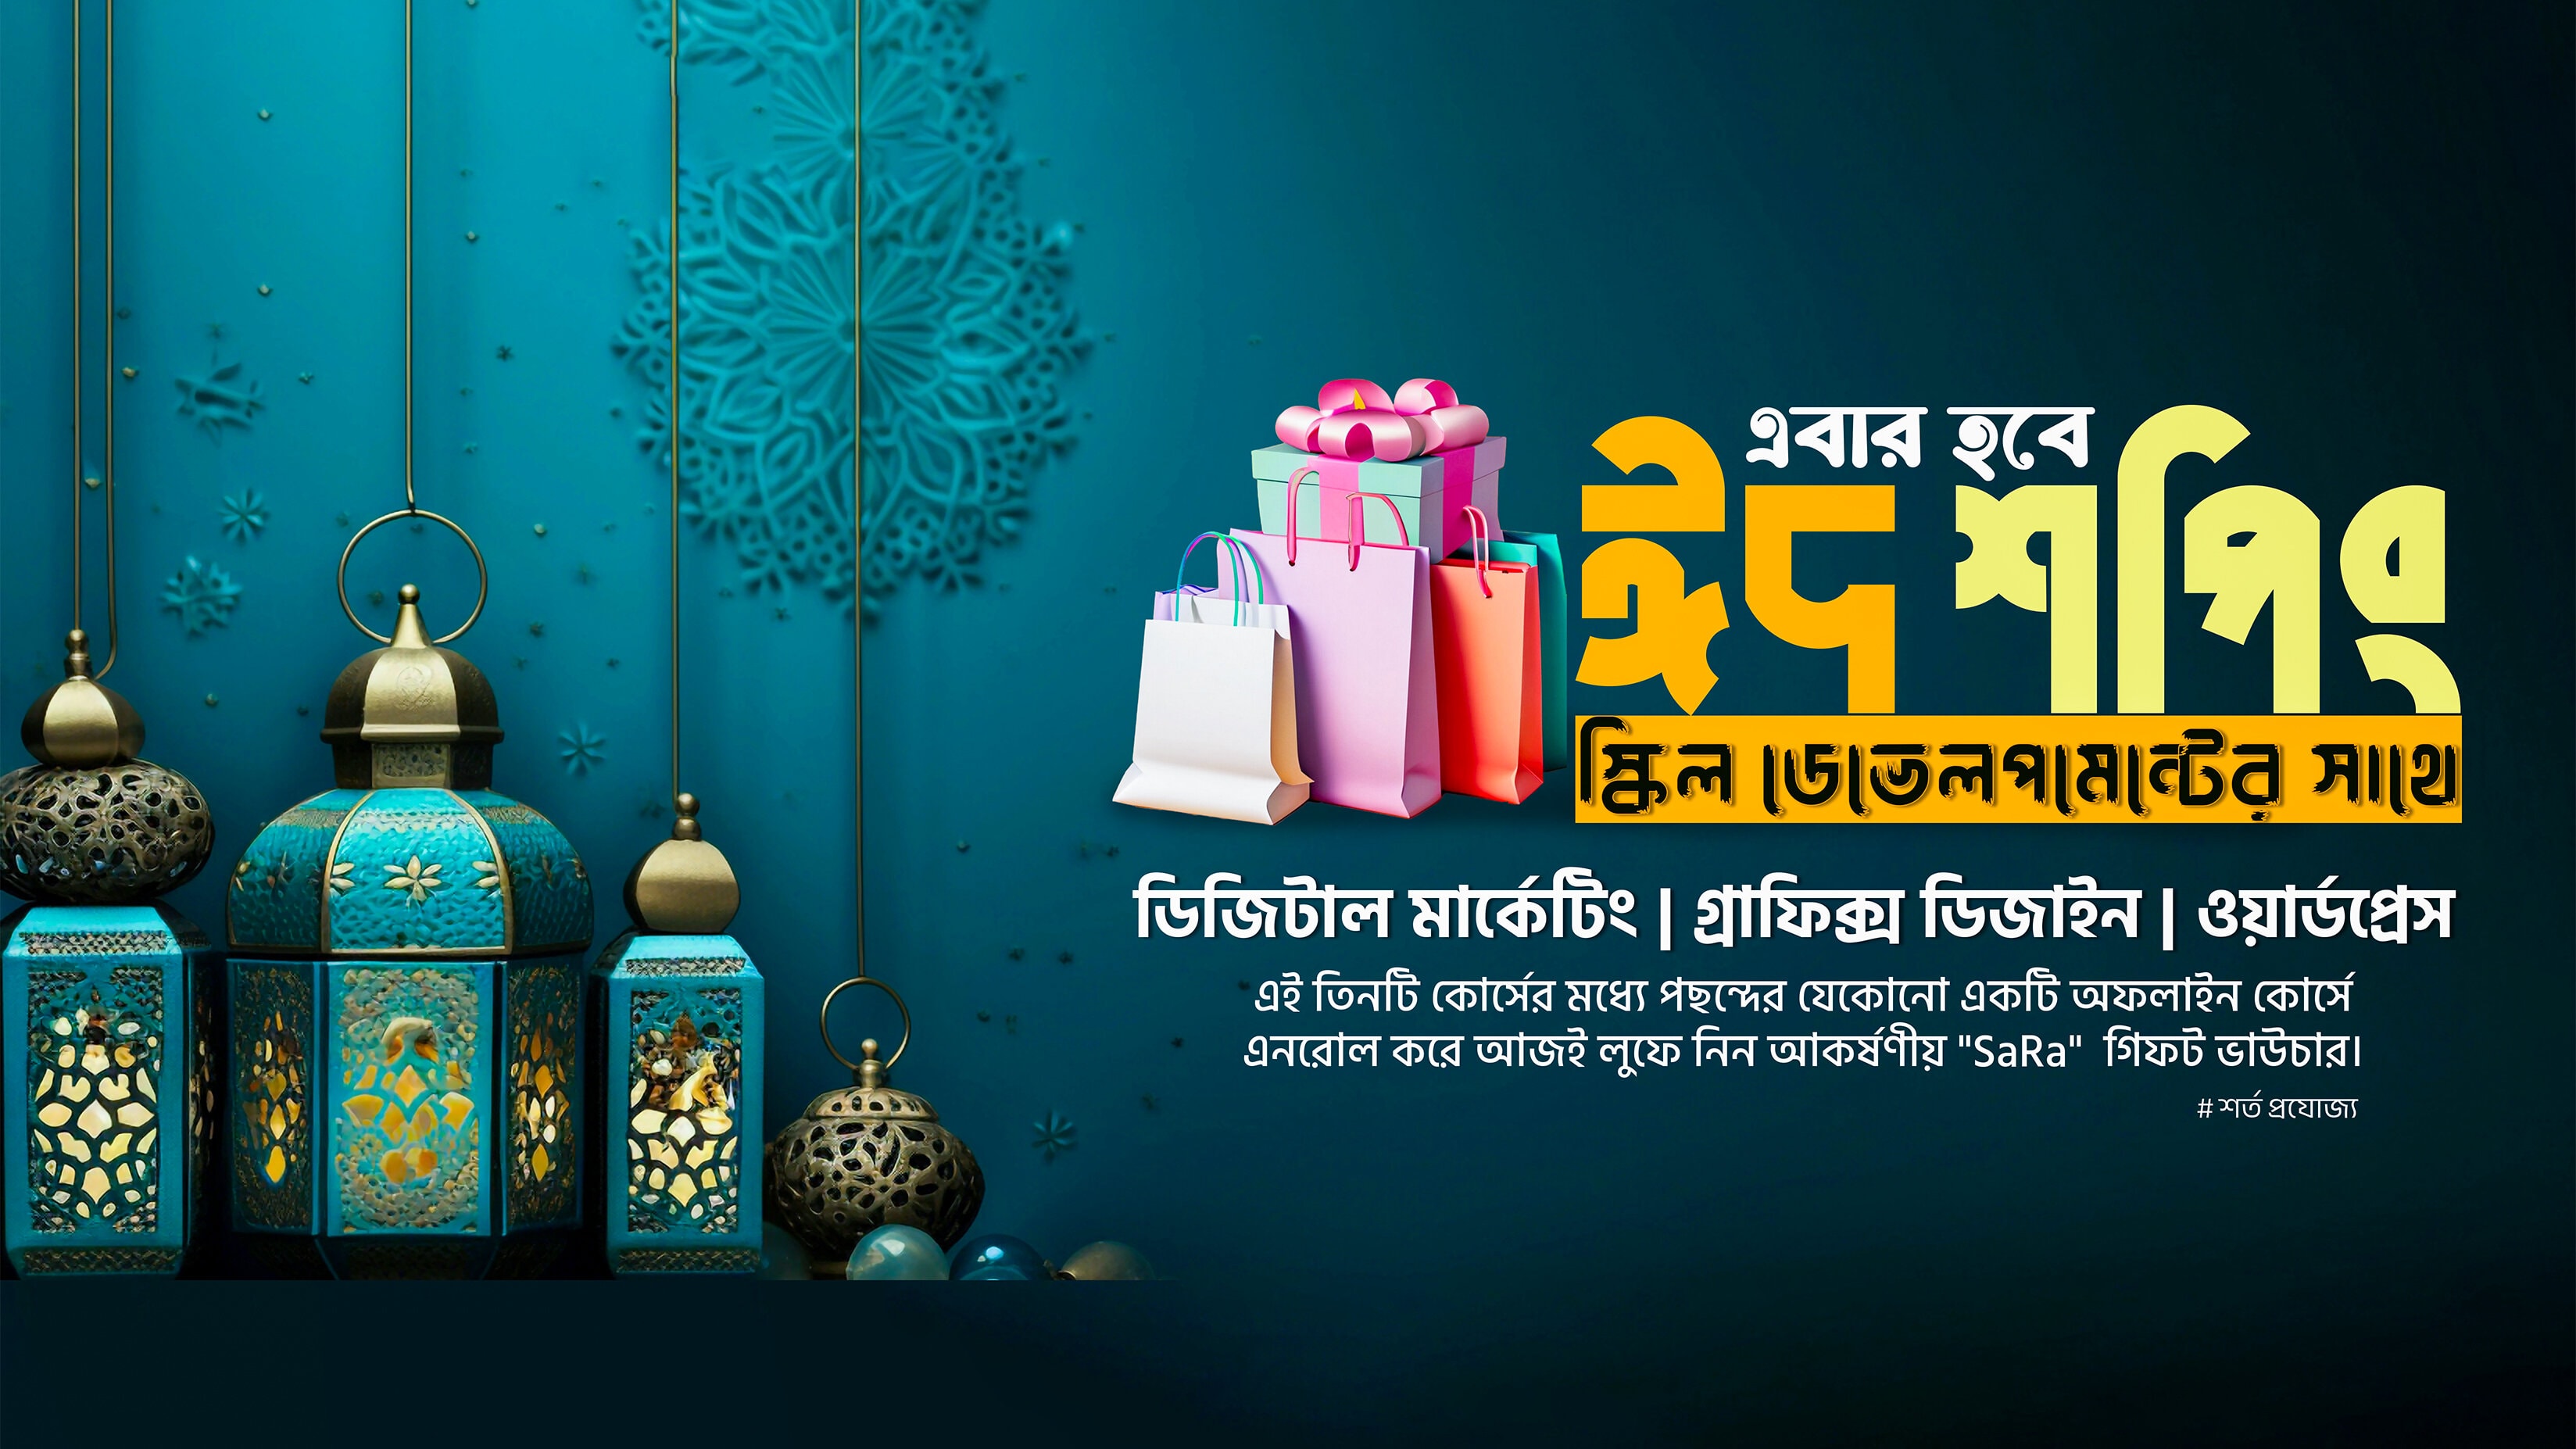 এবার হবে
ঈদ শপিং
স্কিল ডেভেলপমেন্টের সাথে
ডিজিটাল মার্কেটিং | গ্রাফিক্স ডিজাইন | ওয়ার্ডপ্রেস
এই তিনটি কোর্সের মধ্যে পছন্দের যেকোনো একটি অফলাইন কোর্সে
এনরোল করে আজই লুফে নিন আকর্ষণীয় "SaRa" গিফট ভাউচার।
# শর্ত প্রযোজ্য